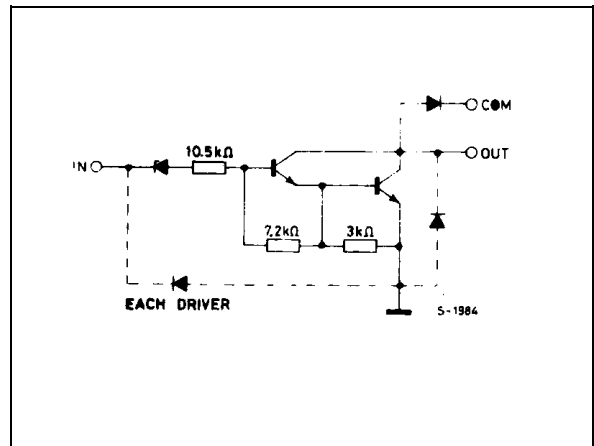 COM
10.5kΩ
IN
OUT
7.2kΩ
3kΩ
EACH DRIVER
S-1984